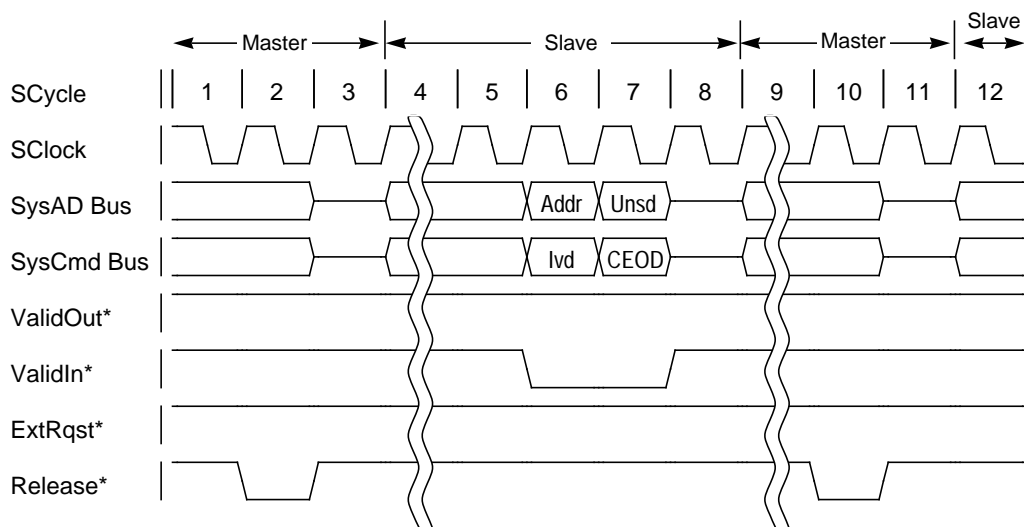 Master Slave Master Slave
SCycle 1 2 3 4 5 6 7 8 9 10 11 12
SClock
SysAD Bus Addr Unsd
SysCmd Bus Ivd CEOD
ValidOut*
ValidIn*
ExtRqst*
Release*